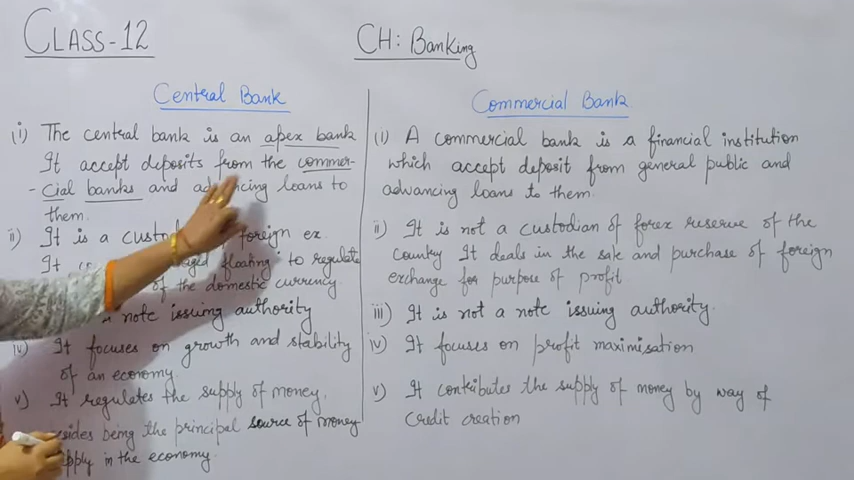 CLASS-12
CH: Banking
Central Bank
(i) The central bank is an apex bank
It accept deposits from the commer-
-cial banks and advancing loans to
them.
ii) It is a of foreign ex.
It floating to regulate
of the domestic currency.
note issuing authority
iv) It focuses on growth and stability
of an economy.
v) It regulates the supply of money.
being the principal source of money
in the economy.
Commercial Bank
(i) A commercial bank is a financial institution
which accept deposit from general public and
advancing loans to them.
ii) It is not a custodian of forex reserve of the
country It deals in the sale and purchase of foreign
exchange for purpose of profit
iii) It is not a note issuing authority.
iv) It focuses on profit maximisation
v) It contributes the supply of money by way of
Credit creation